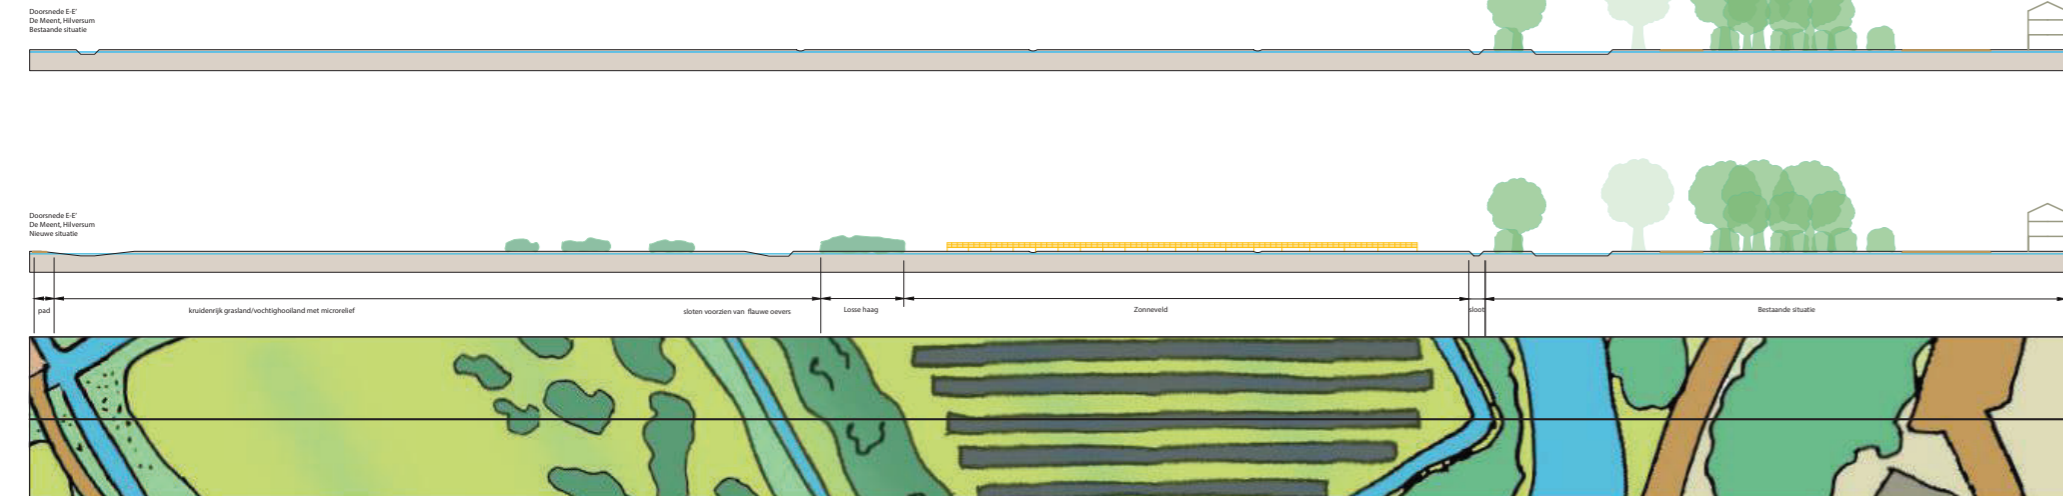 Doorsnede E-E'
De Meent, Hilversum
Bestaande situatie
Doorsnede E-E'
De Meent, Hilversum
Nieuwe situatie
pad
kruidenrijk grasland/vochtighooiland met microrelief
sloten voorzien van flauwe oevers
Losse haag
Zonneveld
sloot
Bestaande situatie